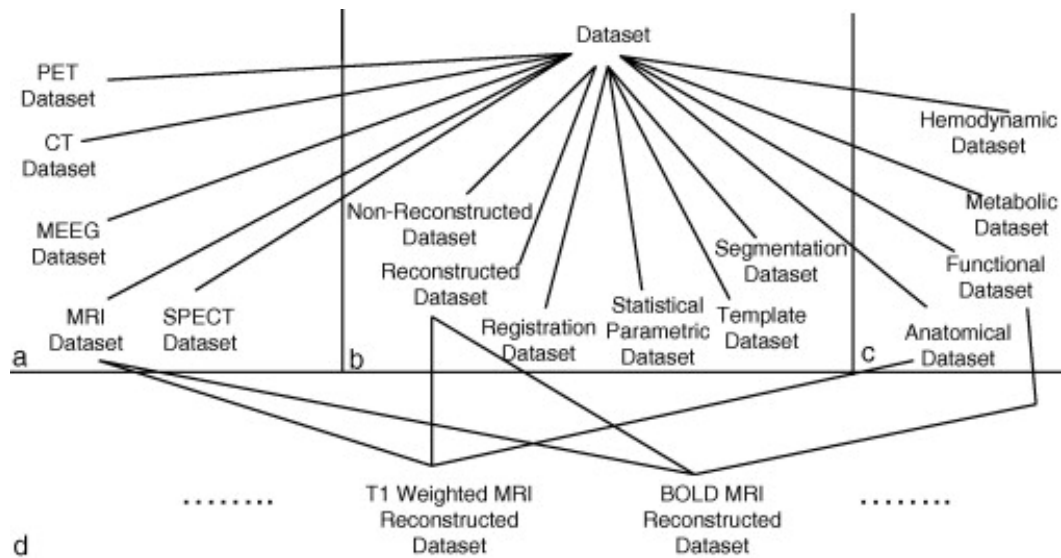 Dataset
PET
Dataset
CT
Dataset
MEEG
Dataset
MRI
Dataset
SPECT
Dataset
a
Non-Reconstructed
Dataset
Reconstructed
Dataset
Registration
Dataset
Statistical
Parametric
Dataset
Template
Dataset
Segmentation
Dataset
b
Hemodynamic
Dataset
Metabolic
Dataset
Functional
Dataset
Anatomical
Dataset
c
........
T1 Weighted MRI
Reconstructed
Dataset
BOLD MRI
Reconstructed
Dataset
........
d